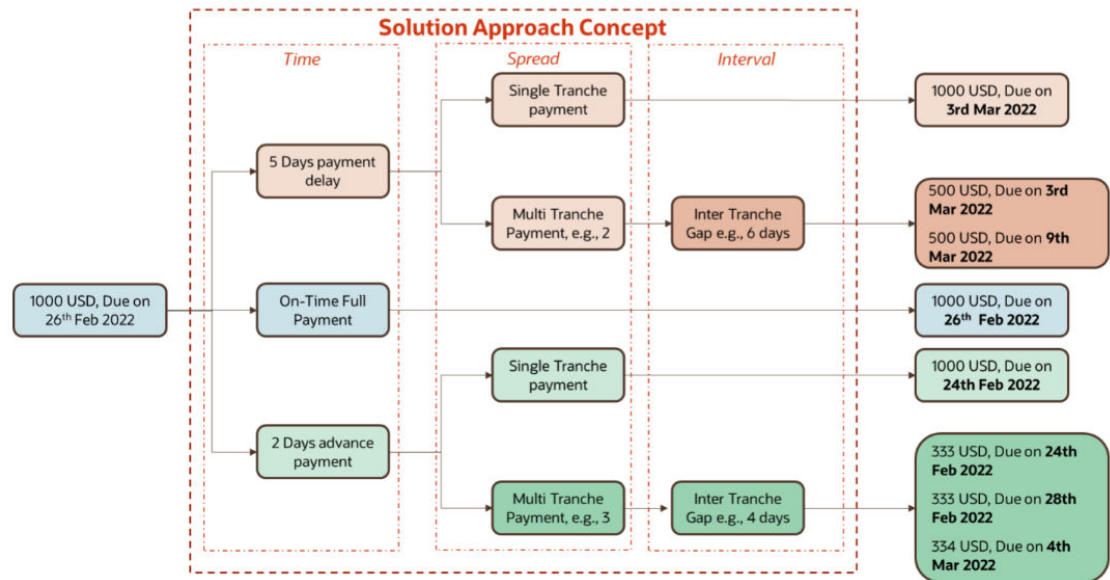 Solution Approach Concept
Time
Spread
Interval
Single Tranche
payment
1000 USD, Due on
3rd Mar 2022
5 Days payment
delay
Multi Tranche
Payment, e.g., 2
Inter Tranche
Gap e.g., 6 days
500 USD, Due on 3rd
Mar 2022
500 USD, Due on 9th
Mar 2022
1000 USD, Due on
26th Feb 2022
On-Time Full
Payment
1000 USD, Due on
26th Feb 2022
Single Tranche
payment
1000 USD, Due on
24th Feb 2022
2 Days advance
payment
Multi Tranche
Payment, e.g., 3
Inter Tranche
Gap e.g., 4 days
333 USD, Due on 24th
Feb 2022
333 USD, Due on 28th
Feb 2022
334 USD, Due on 4th
Mar 2022